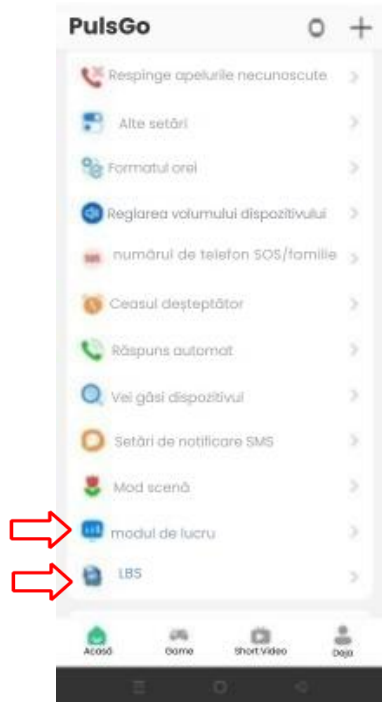 PulsGo
Respinge apelurile necunoscute
Alte setări
Formatul orei
Reglarea volumului dispozitivului
numărul de telefon SOS/familie
Ceasul deșteptător
Răspuns automat
Vei găsi dispozitivul
Setări de notificare SMS
Mod scenă
modul de lucru
LBS
Acasă Game Short Video Deja